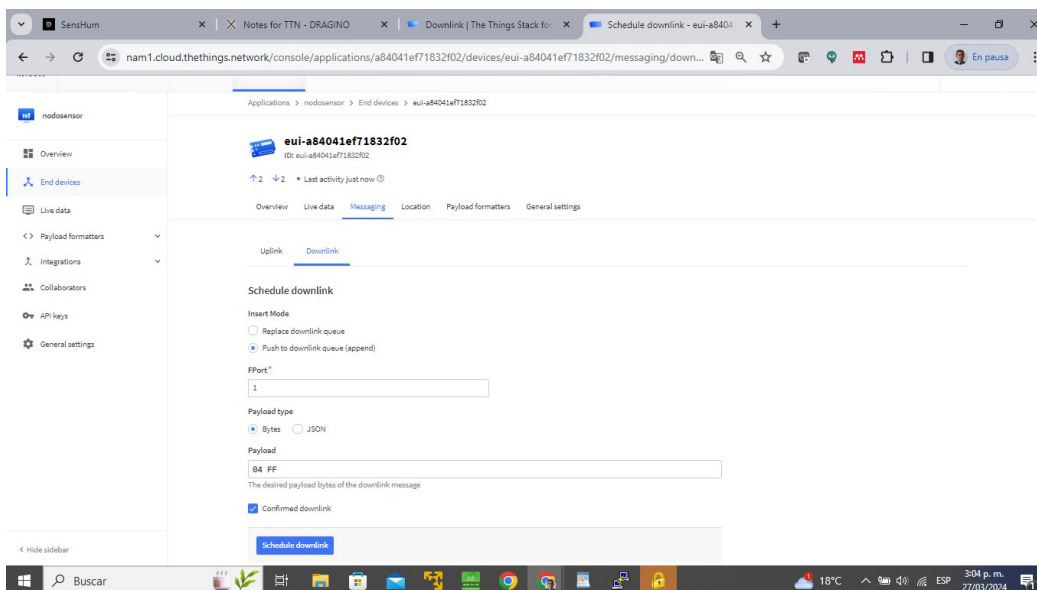 SensHum
Notes for TTN - DRAGINO
Downlink | The Things Stack for
Schedule downlink - eui-a8404
nam1.cloud.thethings.network/console/applications/a84041ef71832f02/devices/eui-a84041ef71832f02/messaging/down...
En pausa
Applications > nodosensor > End devices > eui-a84041ef71832f02
nodosensor
eui-a84041ef71832f02
ID: eui-a84041ef71832f02
↑2 ↓2 • Last activity just now
Overview
End devices
Live data
Payload formatters
Integrations
Collaborators
API keys
General settings
Overview Live data Messaging Location Payload formatters General settings
Uplink Downlink
Schedule downlink
Insert Mode
Replace downlink queue
Push to downlink queue (append)
FPort*
1
Payload type
Bytes JSON
Payload
04 FF
The desired payload bytes of the downlink message
Confirmed downlink
Schedule downlink
< Hide sidebar
Buscar
18°C
ESP
3:04 p. m.
27/03/2024